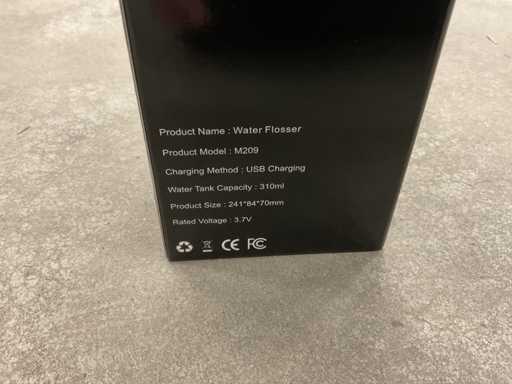 Product Name : Water Flosser
Product Model : M209
Charging Method : USB Charging
Water Tank Capacity : 310ml
Product Size : 241*84*70mm
Rated Voltage : 3.7V
CE FC